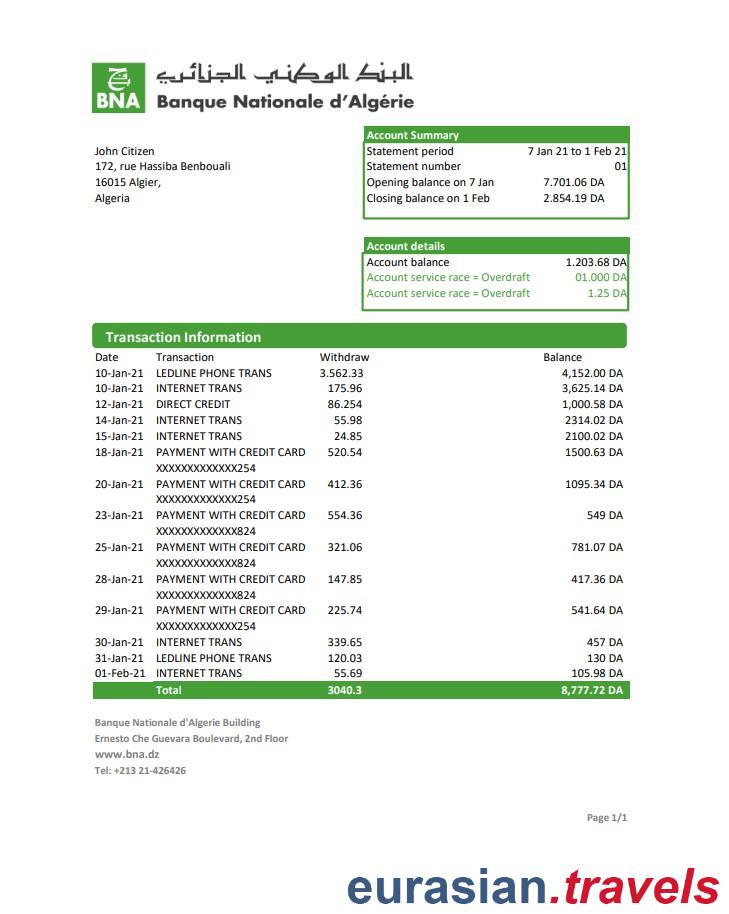 البنك الوطني الجزائري
BNA Banque Nationale d'Algérie
John Citizen
172, rue Hassiba Benbouali
16015 Algier,
Algeria
Account Summary
Statement period 7 Jan 21 to 1 Feb 21
Statement number 01
Opening balance on 7 Jan 7.701.06 DA
Closing balance on 1 Feb 2.854.19 DA
Account details
Account balance 1.203.68 DA
Account service race = Overdraft 01.000 DA
Account service race = Overdraft 1.25 DA
Transaction Information
Date Transaction Withdraw Balance
10-Jan-21 LEDLINE PHONE TRANS 3.562.33 4,152.00 DA
10-Jan-21 INTERNET TRANS 175.96 3,625.14 DA
12-Jan-21 DIRECT CREDIT 86.254 1,000.58 DA
14-Jan-21 INTERNET TRANS 55.98 2314.02 DA
15-Jan-21 INTERNET TRANS 24.85 2100.02 DA
18-Jan-21 PAYMENT WITH CREDIT CARD 520.54 1500.63 DA
XXXXXXXXXXXXX254
20-Jan-21 PAYMENT WITH CREDIT CARD 412.36 1095.34 DA
XXXXXXXXXXXXX254
23-Jan-21 PAYMENT WITH CREDIT CARD 554.36 549 DA
XXXXXXXXXXXXX824
25-Jan-21 PAYMENT WITH CREDIT CARD 321.06 781.07 DA
XXXXXXXXXXXXX824
28-Jan-21 PAYMENT WITH CREDIT CARD 147.85 417.36 DA
XXXXXXXXXXXXX824
29-Jan-21 PAYMENT WITH CREDIT CARD 225.74 541.64 DA
XXXXXXXXXXXXX254
30-Jan-21 INTERNET TRANS 339.65 457 DA
31-Jan-21 LEDLINE PHONE TRANS 120.03 130 DA
01-Feb-21 INTERNET TRANS 55.69 105.98 DA
Total 3040.3 8,777.72 DA
Banque Nationale d'Algerie Building
Ernesto Che Guevara Boulevard, 2nd Floor
www.bna.dz
Tel: +213 21-426426
Page 1/1
eurasian.travels